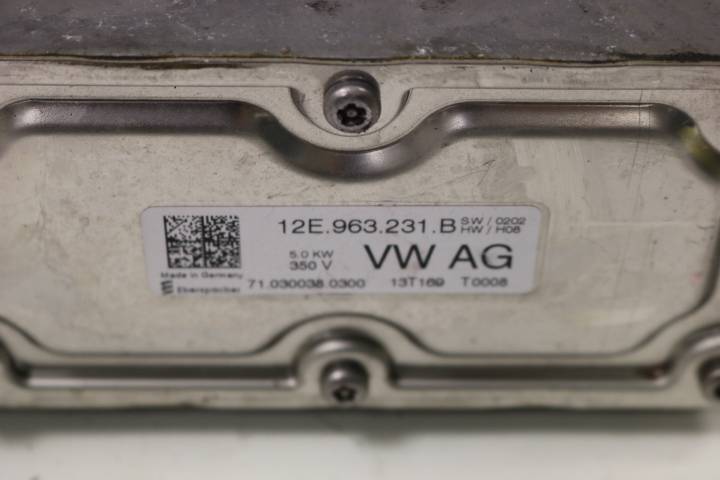 12E.963.231.B SW / 0202
HW / H08
5.0 KW
350 V
VW AG
Made in Germany
Eberspächer
71.030038 0300 13T169 T0008